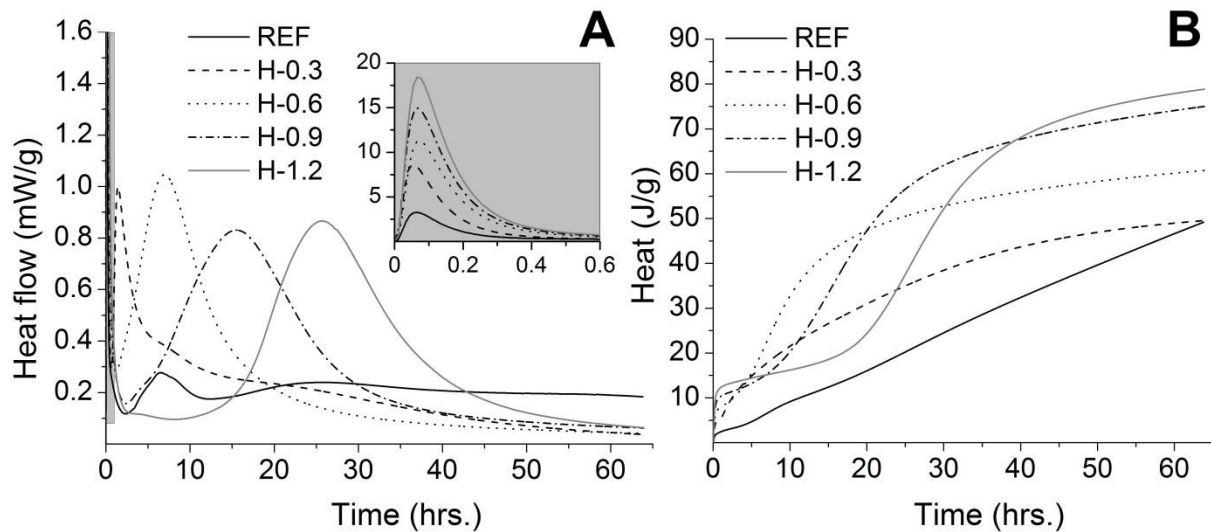 A
REF
H-0.3
H-0.6
H-0.9
H-1.2
Heat flow (mW/g)
1.6
1.4
1.2
1.0
0.8
0.6
0.4
0.2
0 10 20 30 40 50 60
Time (hrs.)
20
15
10
5
0 0.2 0.4 0.6
B
REF
H-0.3
H-0.6
H-0.9
H-1.2
Heat (J/g)
90
80
70
60
50
40
30
20
10
0 10 20 30 40 50 60
Time (hrs.)